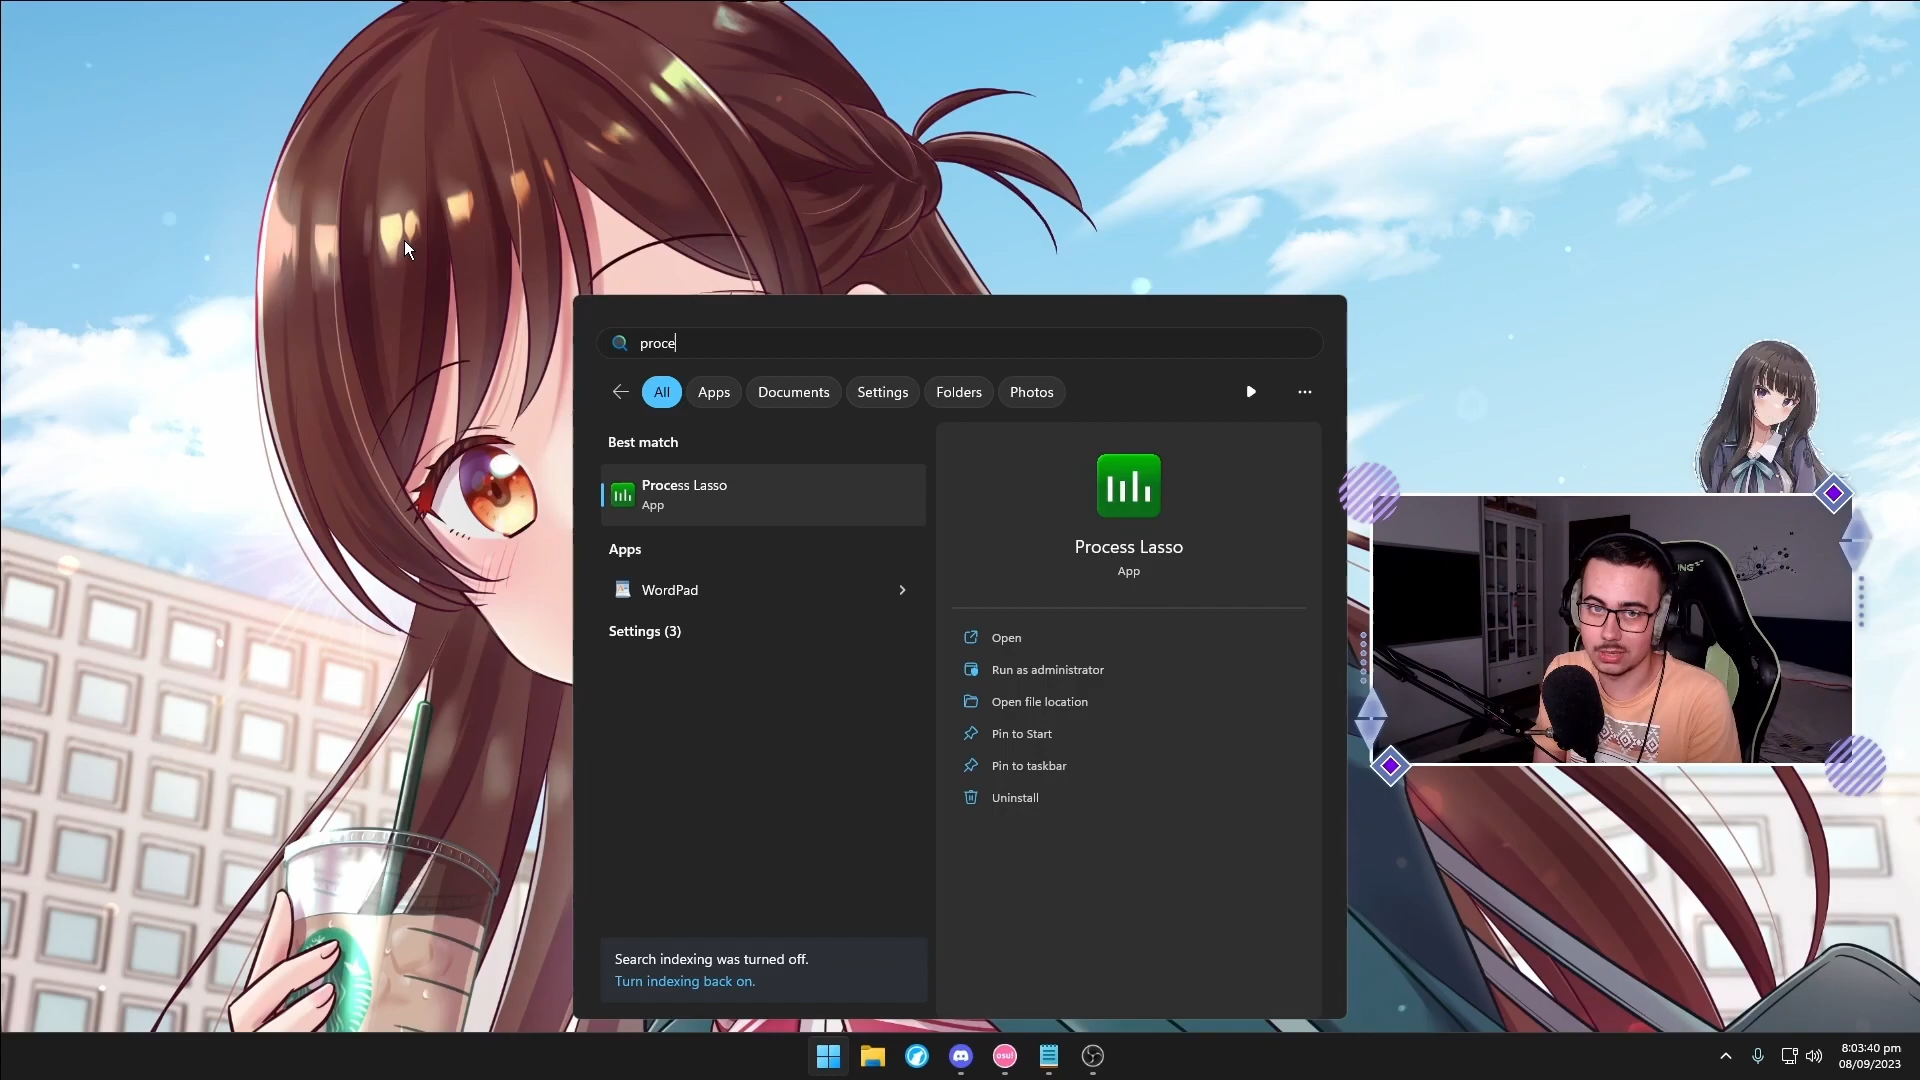 proce
All
Apps
Documents
Settings
Folders
Photos
Best match
Process Lasso
App
Apps
WordPad
Settings (3)
Search indexing was turned off.
Turn indexing back on.
Process Lasso
App
Open
Run as administrator
Open file location
Pin to Start
Pin to taskbar
Uninstall
NG
osu!
8:03:40 pm
08/09/2023